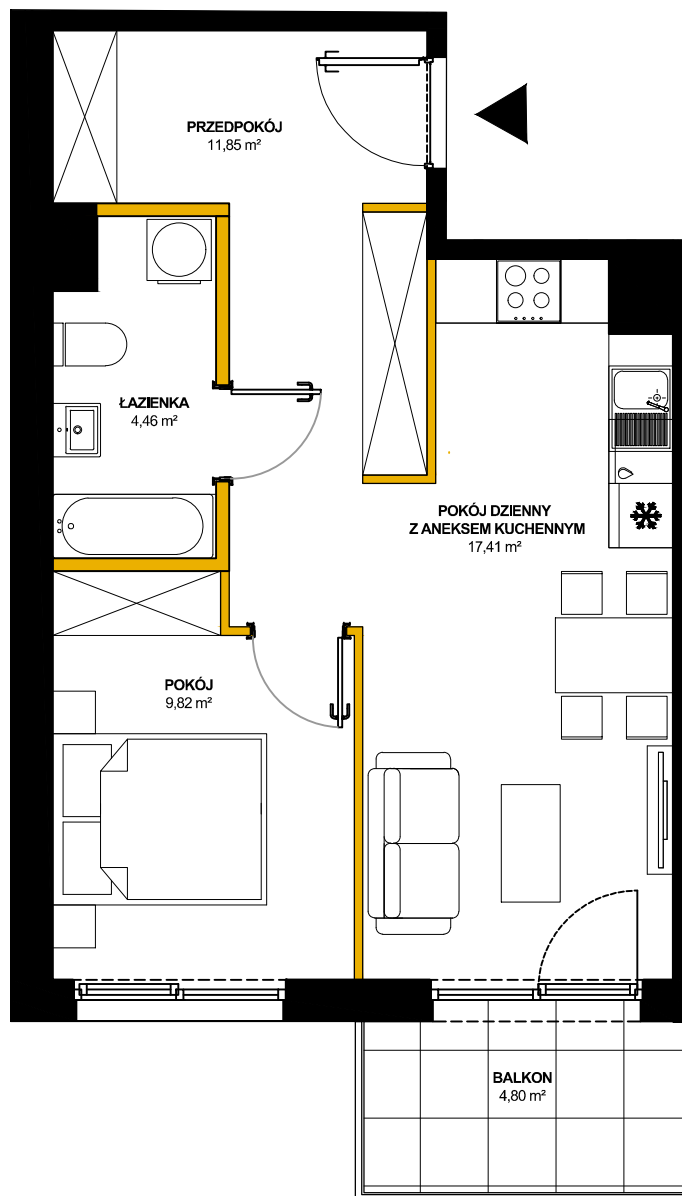 PRZEDPOKÓJ
11,85 m²
ŁAZIENKA
4,46 m²
POKÓJ DZIENNY
Z ANEKSEM KUCHENNYM
17,41 m²
POKÓJ
9,82 m²
BALKON
4,80 m²